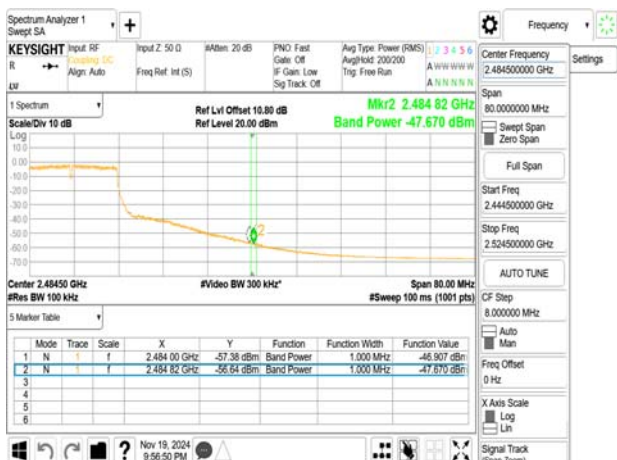 Spectrum Analyzer 1
Swept SA
+
Frequency
KEYSIGHT
Input: RF
Coupling: DC
Align: Auto
Input Z: 50 Ω
Freq Ref: Int (S)
#Atten: 20 dB
PNO: Fast
Gate: Off
IF Gain: Low
Sig Track: Off
Avg Type: Power (RMS)
Avg|Hold: 200/200
Trig: Free Run
1 2 3 4 5 6
A W W W W W
A N N N N N
R
Settings
Center Frequency
2.484500000 GHz
Span
80.0000000 MHz
Swept Span
Zero Span
Full Span
Start Freq
2.444500000 GHz
Stop Freq
2.524500000 GHz
AUTO TUNE
CF Step
8.000000 MHz
Auto
Man
Freq Offset
0 Hz
X Axis Scale
Log
Lin
Signal Track
1 Spectrum
Scale/Div 10 dB
Ref Lvl Offset 10.80 dB
Ref Level 20.00 dBm
Mkr2 2.484 82 GHz
Band Power -47.670 dBm
Log
10.0
0.00
-10.0
-20.0
-30.0
-40.0
-50.0
-60.0
-70.0
2
Center 2.48450 GHz
#Res BW 100 kHz
#Video BW 300 kHz*
Span 80.00 MHz
#Sweep 100 ms (1001 pts)
5 Marker Table
Mode Trace Scale X Y Function Function Width Function Value
1 N 1 f 2.484 00 GHz -57.38 dBm Band Power 1.000 MHz -46.907 dBm
2 N 1 f 2.484 82 GHz -56.64 dBm Band Power 1.000 MHz -47.670 dBm
3
4
5
6
?
Nov 19, 2024
9:56:50 PM